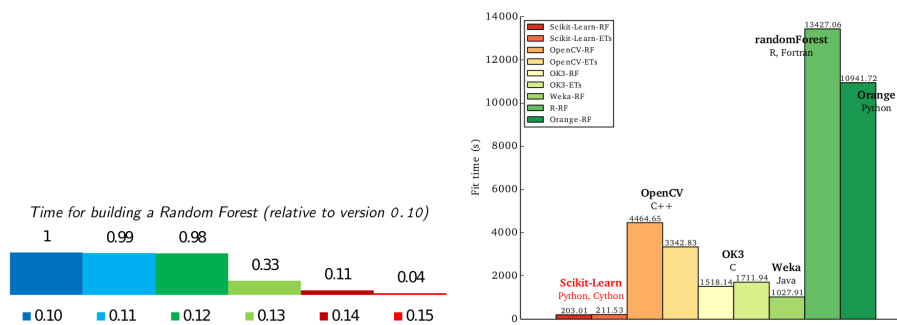 Time for building a Random Forest (relative to version 0.10)
1 0.99 0.98 0.33 0.11 0.04
0.10 0.11 0.12 0.13 0.14 0.15
Fit time (s)
14000
12000
10000
8000
6000
4000
2000
0
Scikit-Learn-RF
Scikit-Learn-ETs
OpenCV-RF
OpenCV-ETs
OK3-RF
OK3-ETs
Weka-RF
R-RF
Orange-RF
203.01
211.53
4464.65
3342.83
1518.14
1711.94
1027.91
13427.06
10941.72
Scikit-Learn
Python, Cython
OpenCV
C++
OK3
C
Weka
Java
randomForest
R, Fortran
Orange
Python